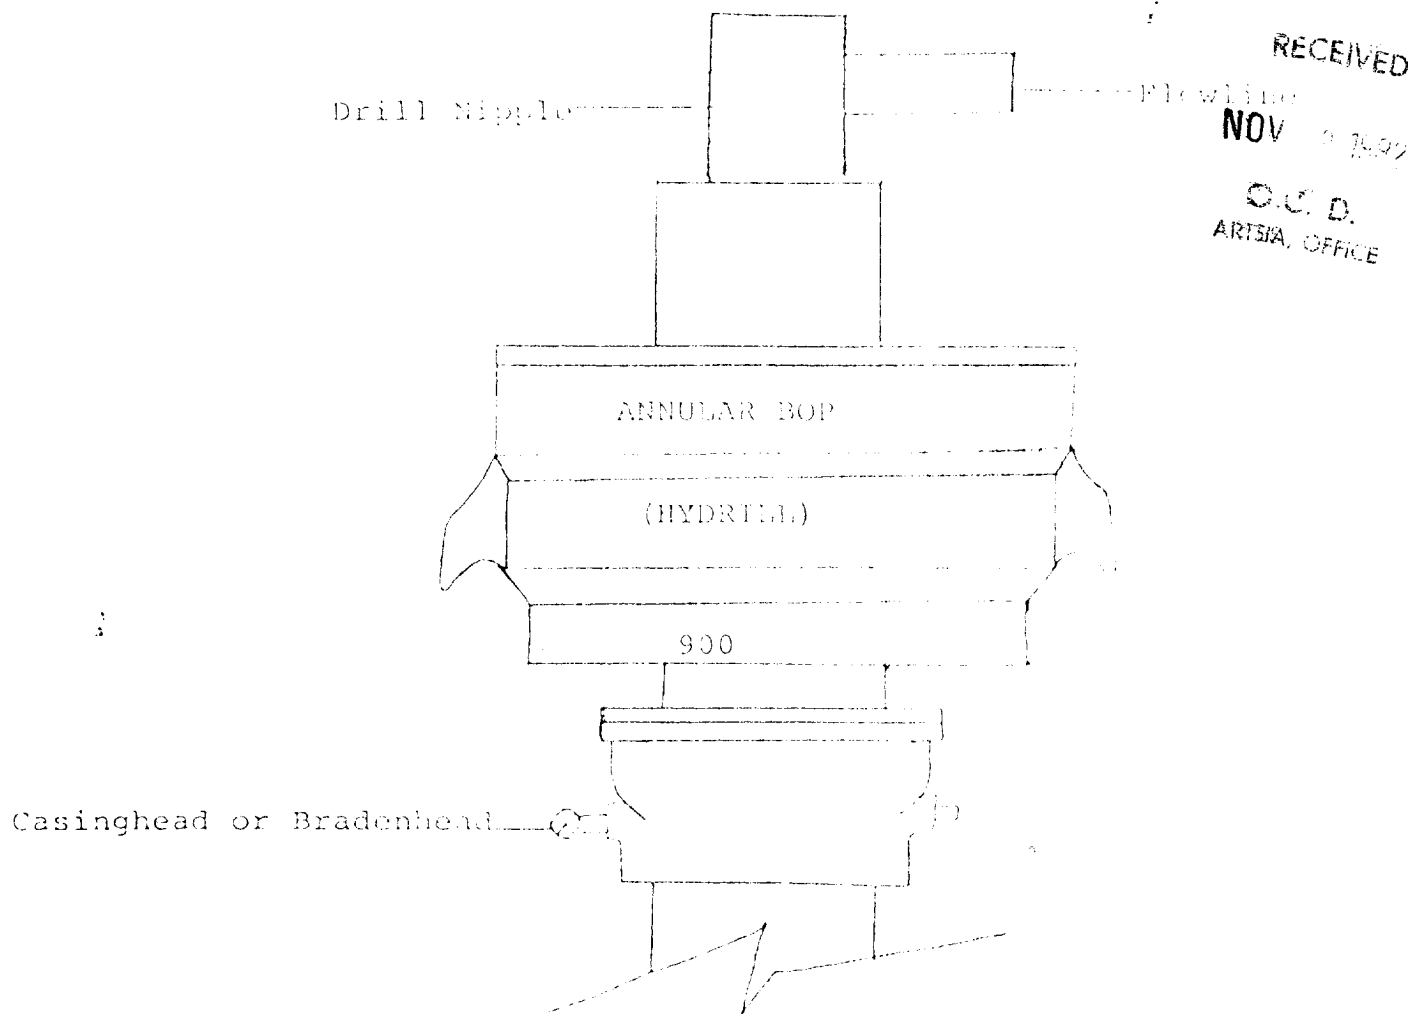 RECEIVED
Drill Nipple
Flowline
NOV
O.C.D.
ARTESIA, OFFICE
ANNULAR BOP
(HYDRILL)
900
Casinghead or Bradenhead